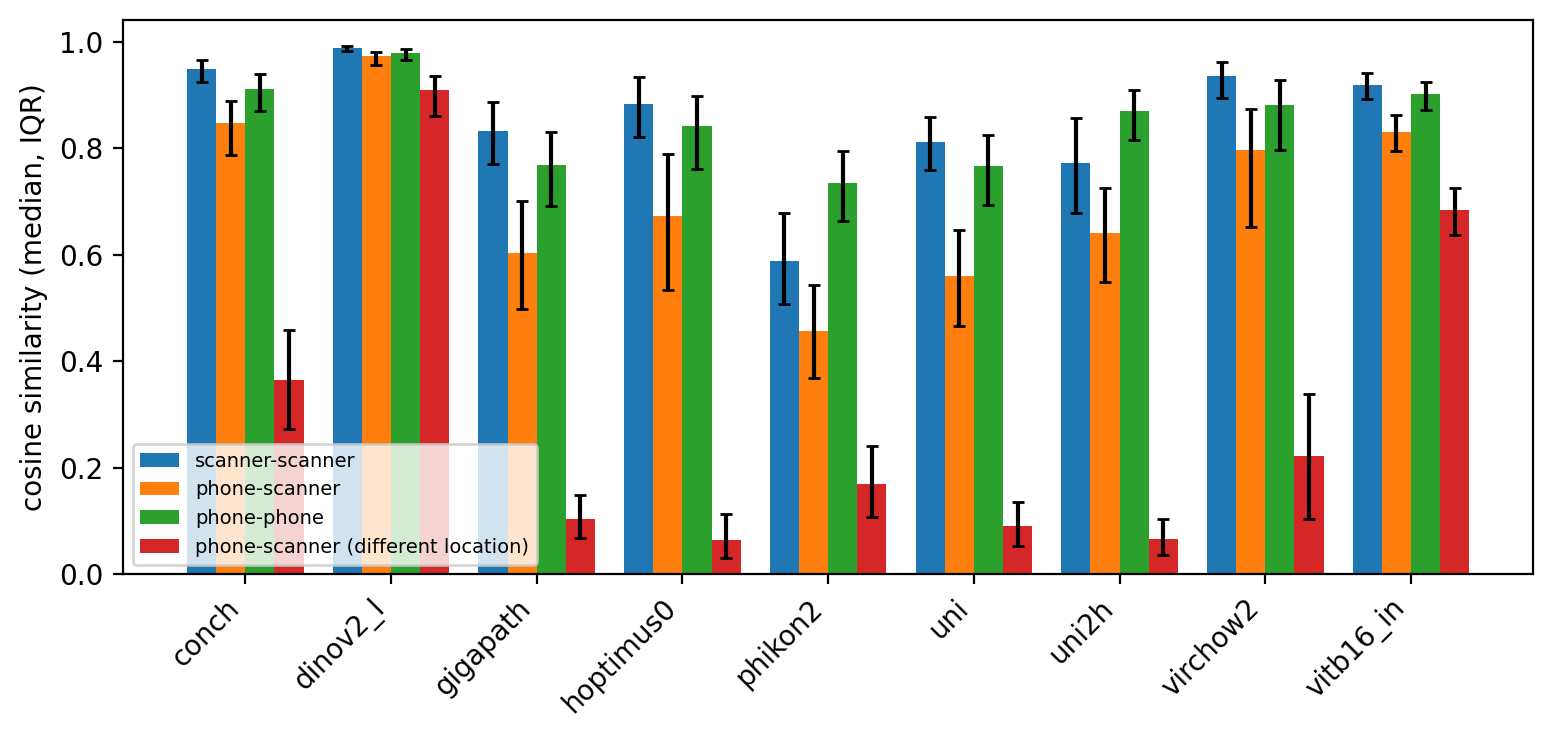 cosine similarity (median, IQR)
1.0
0.8
0.6
0.4
0.2
0.0
scanner-scanner
phone-scanner
phone-phone
phone-scanner (different location)
conch
dinov2_l
gigapath
hoptimus0
phikon2
uni
uni2h
virchow2
vitb16_in